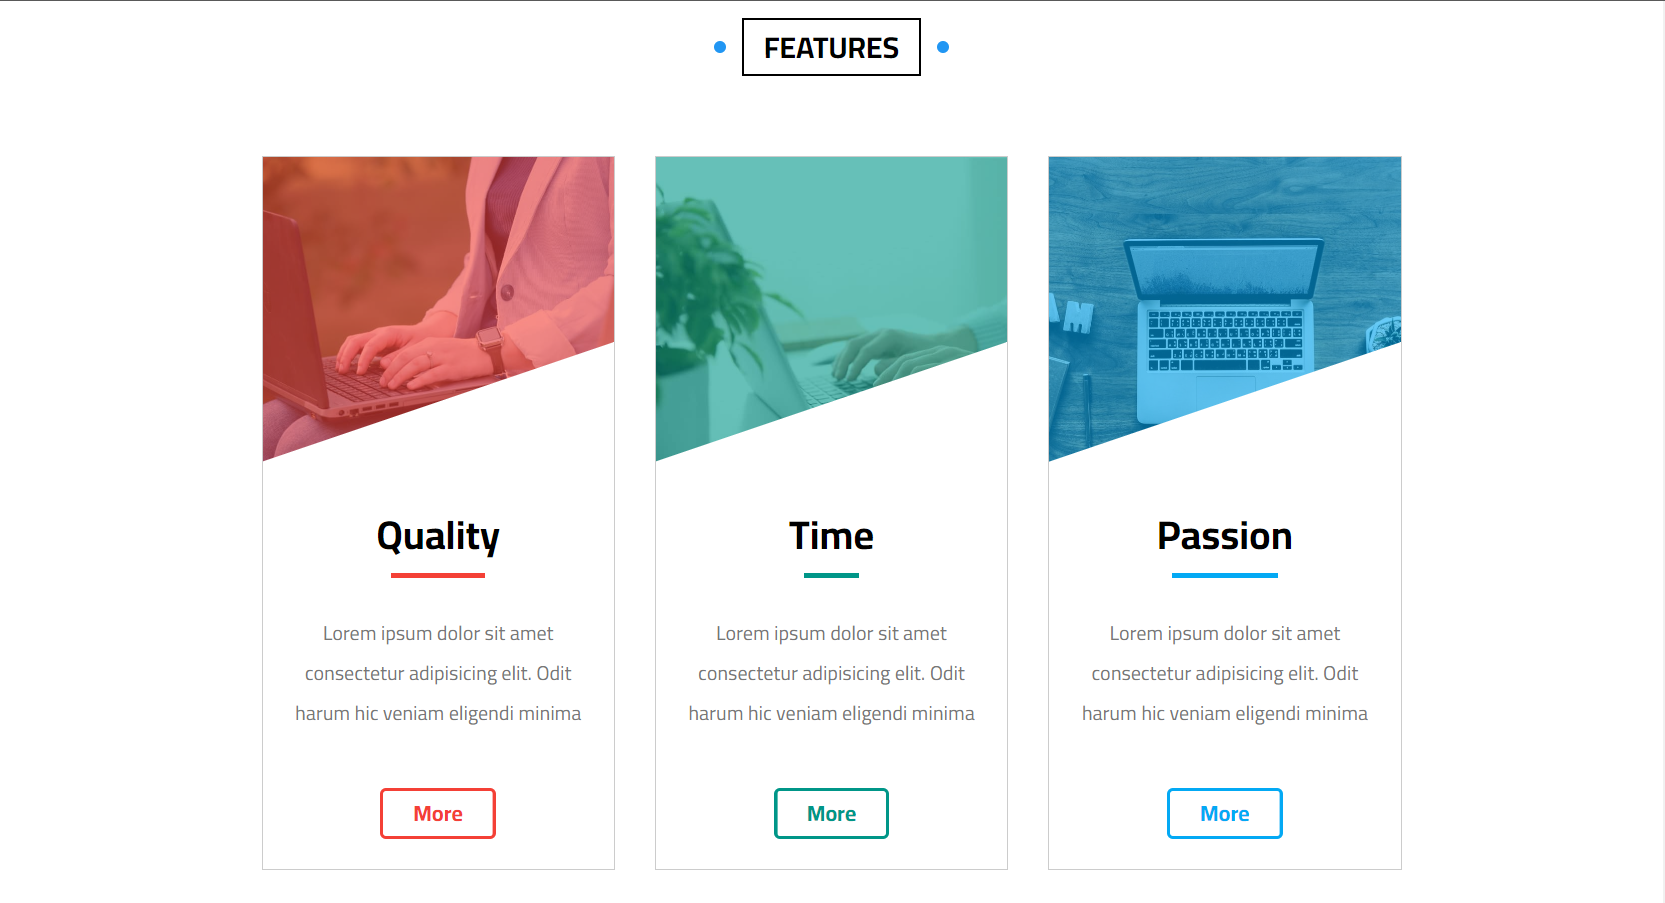 FEATURES
Quality
Lorem ipsum dolor sit amet
consectetur adipisicing elit. Odit
harum hic veniam eligendi minima
More
Time
Lorem ipsum dolor sit amet
consectetur adipisicing elit. Odit
harum hic veniam eligendi minima
More
Passion
Lorem ipsum dolor sit amet
consectetur adipisicing elit. Odit
harum hic veniam eligendi minima
More